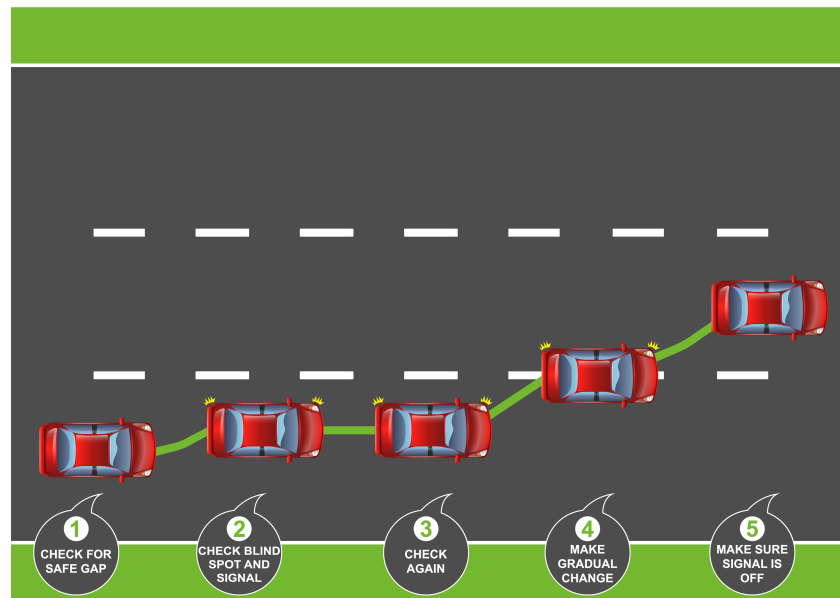 1
CHECK FOR
SAFE GAP
2
CHECK BLIND
SPOT AND
SIGNAL
3
CHECK
AGAIN
4
MAKE
GRADUAL
CHANGE
5
MAKE SURE
SIGNAL IS
OFF